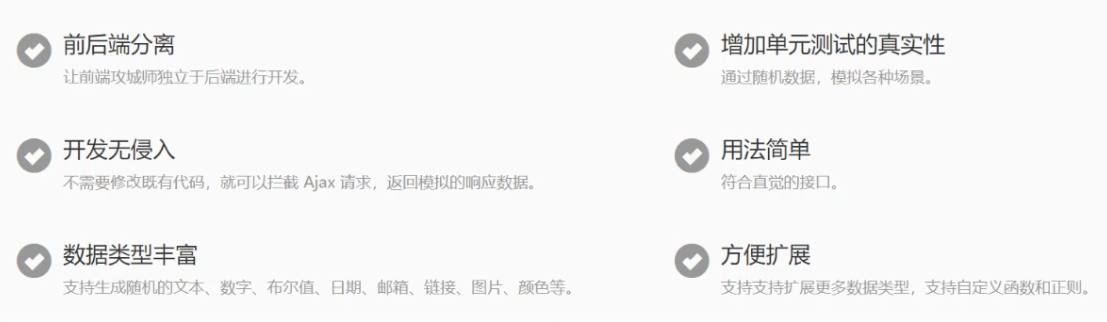 前后端分离
让前端攻城师独立于后端进行开发。
增加单元测试的真实性
通过随机数据，模拟各种场景。
开发无侵入
不需要修改既有代码，就可以拦截 Ajax 请求，返回模拟的响应数据。
用法简单
符合直觉的接口。
数据类型丰富
支持生成随机的文本、数字、布尔值、日期、邮箱、链接、图片、颜色等。
方便扩展
支持支持扩展更多数据类型，支持自定义函数和正则。